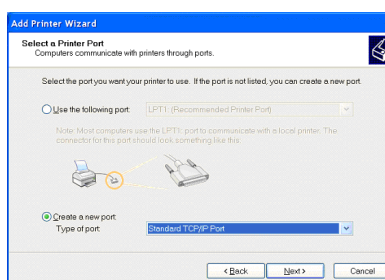 Add Printer Wizard
Select a Printer Port
Computers communicate with printers through ports.
Select the port you want your printer to use. If the port is not listed, you can create a new port.
Use the following port: LPT1: (Recommended Printer Port)
Note: Most computers use the LPT1: port to communicate with a local printer. The
connector for this port should look something like this:
Create a new port:
Type of port: Standard TCP/IP Port
< Back Next > Cancel